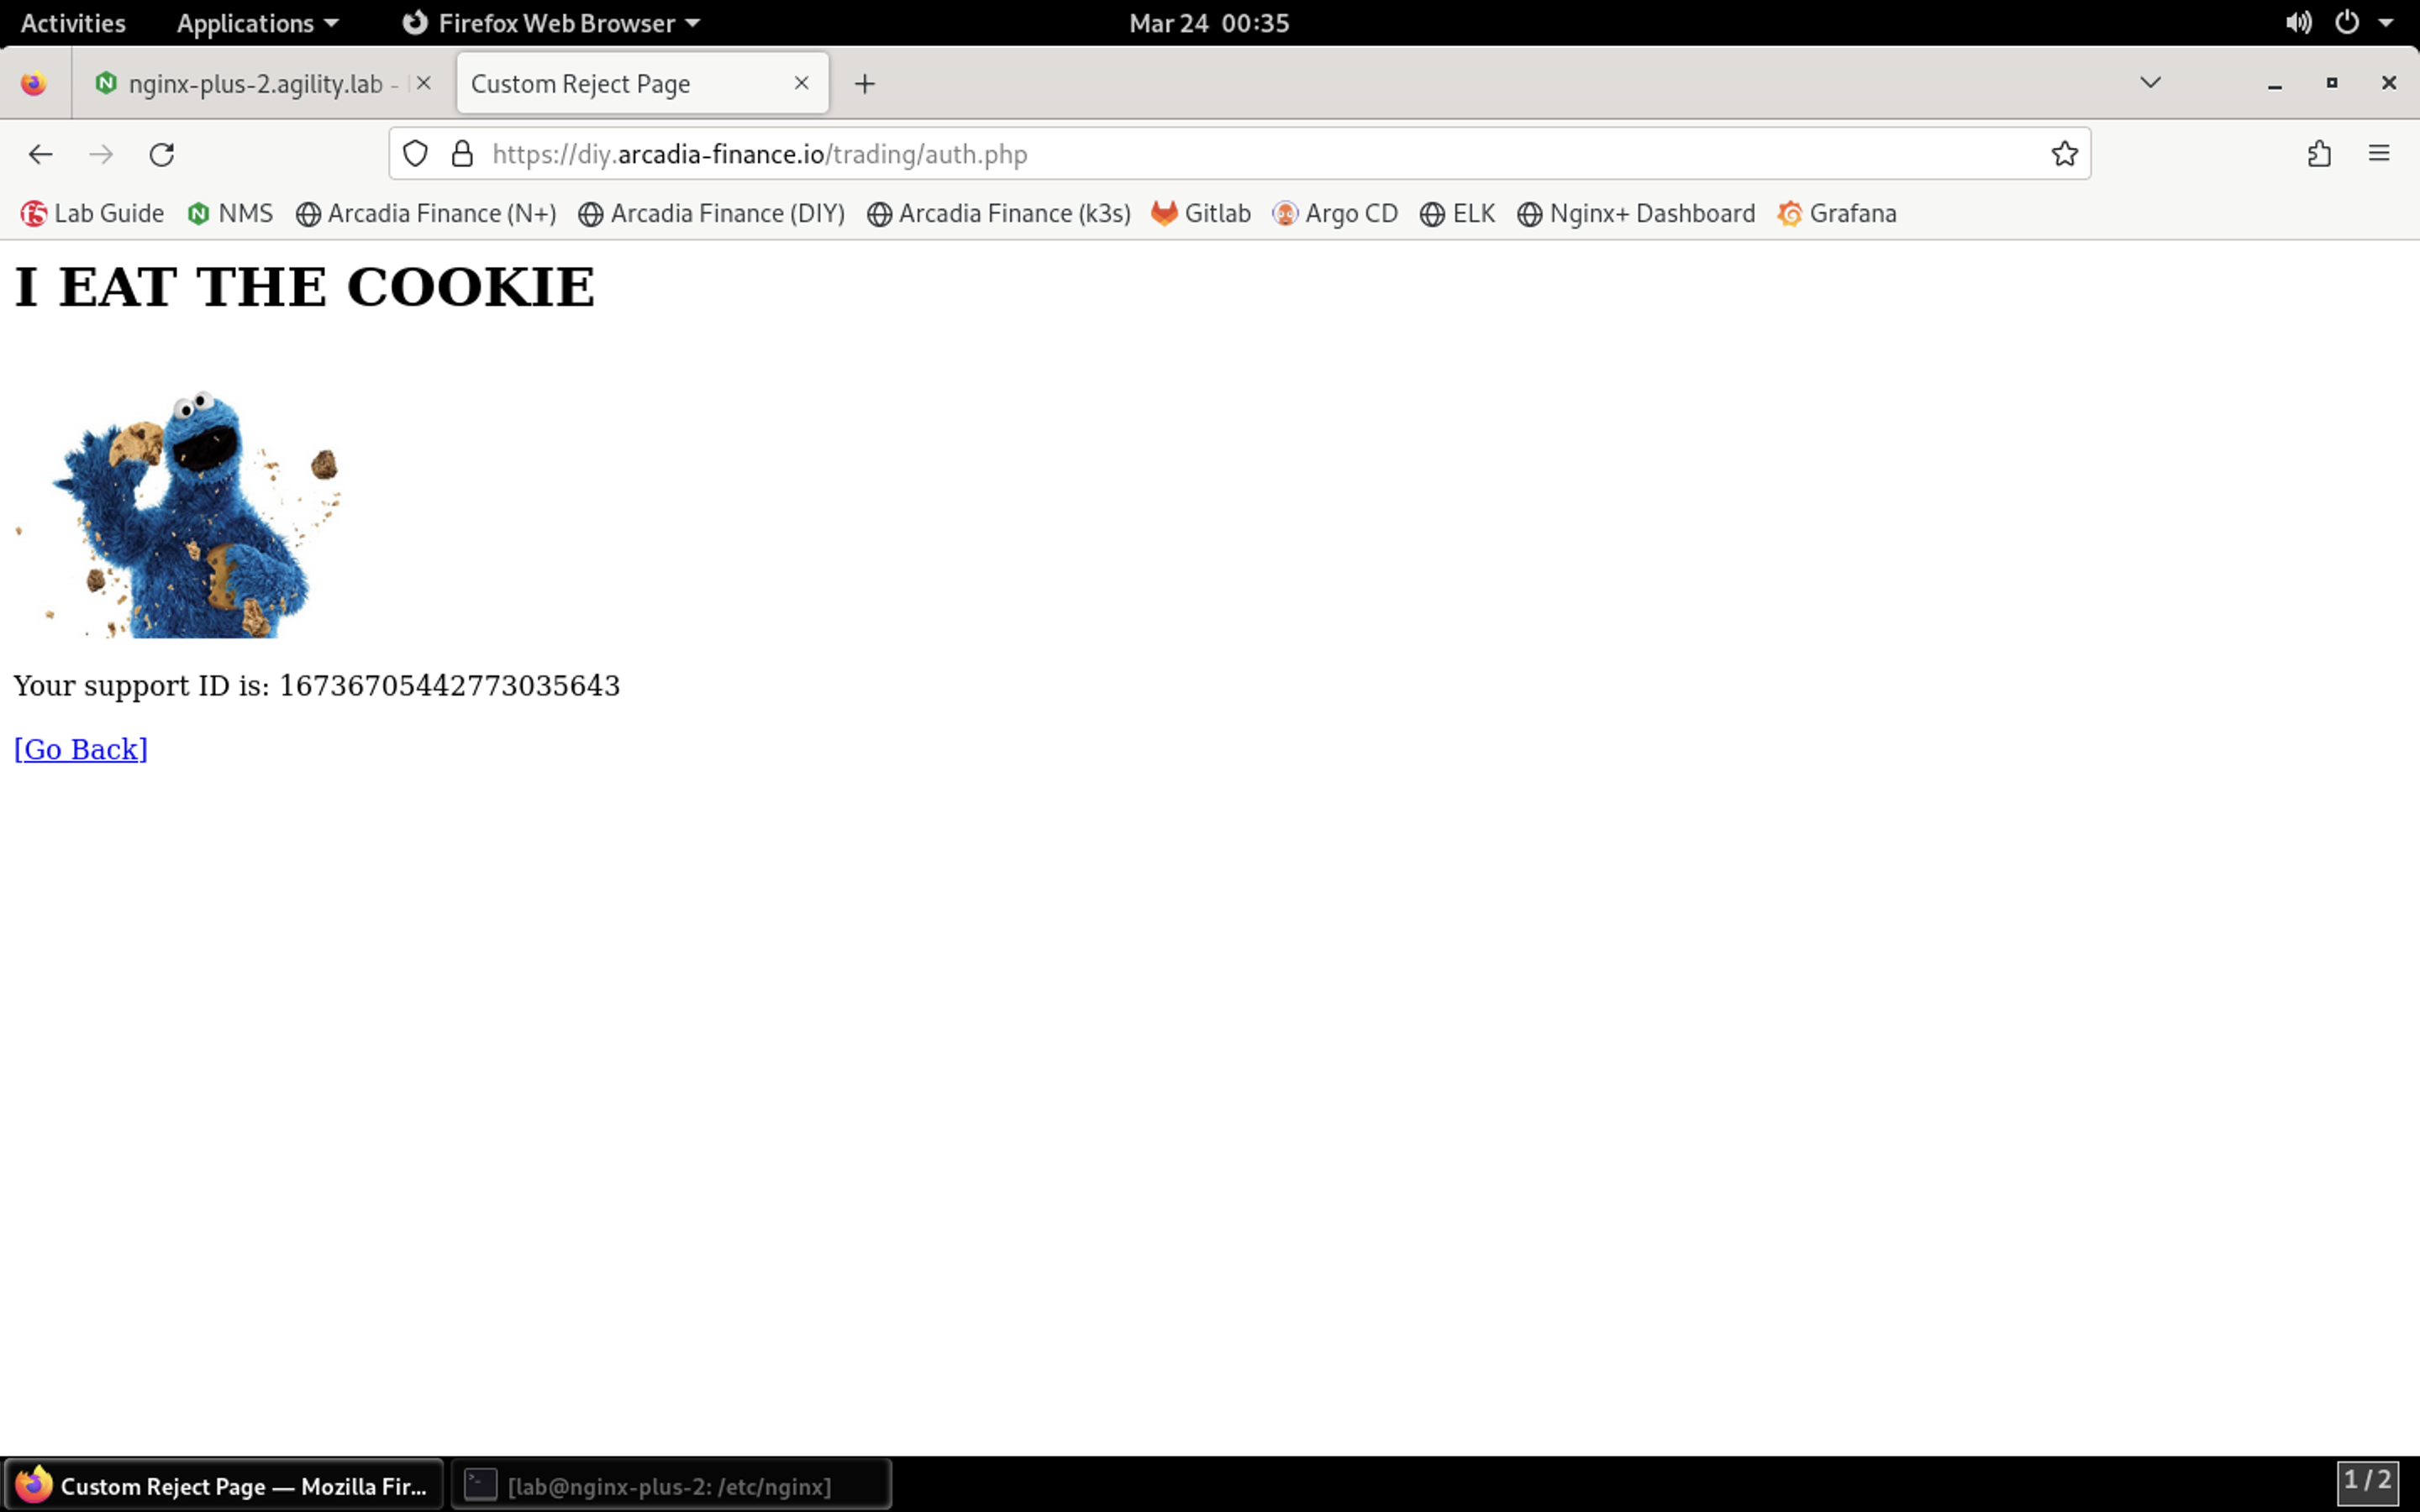 Activities Applications Firefox Web Browser Mar 24 00:35
nginx-plus-2.agility.lab - Custom Reject Page
https://diy.arcadia-finance.io/trading/auth.php
Lab Guide NMS Arcadia Finance (N+) Arcadia Finance (DIY) Arcadia Finance (k3s) Gitlab Argo CD ELK Nginx+ Dashboard Grafana
I EAT THE COOKIE
Your support ID is: 16736705442773035643
[Go Back]
Custom Reject Page — Mozilla Fir... [lab@nginx-plus-2: /etc/nginx] 1 / 2